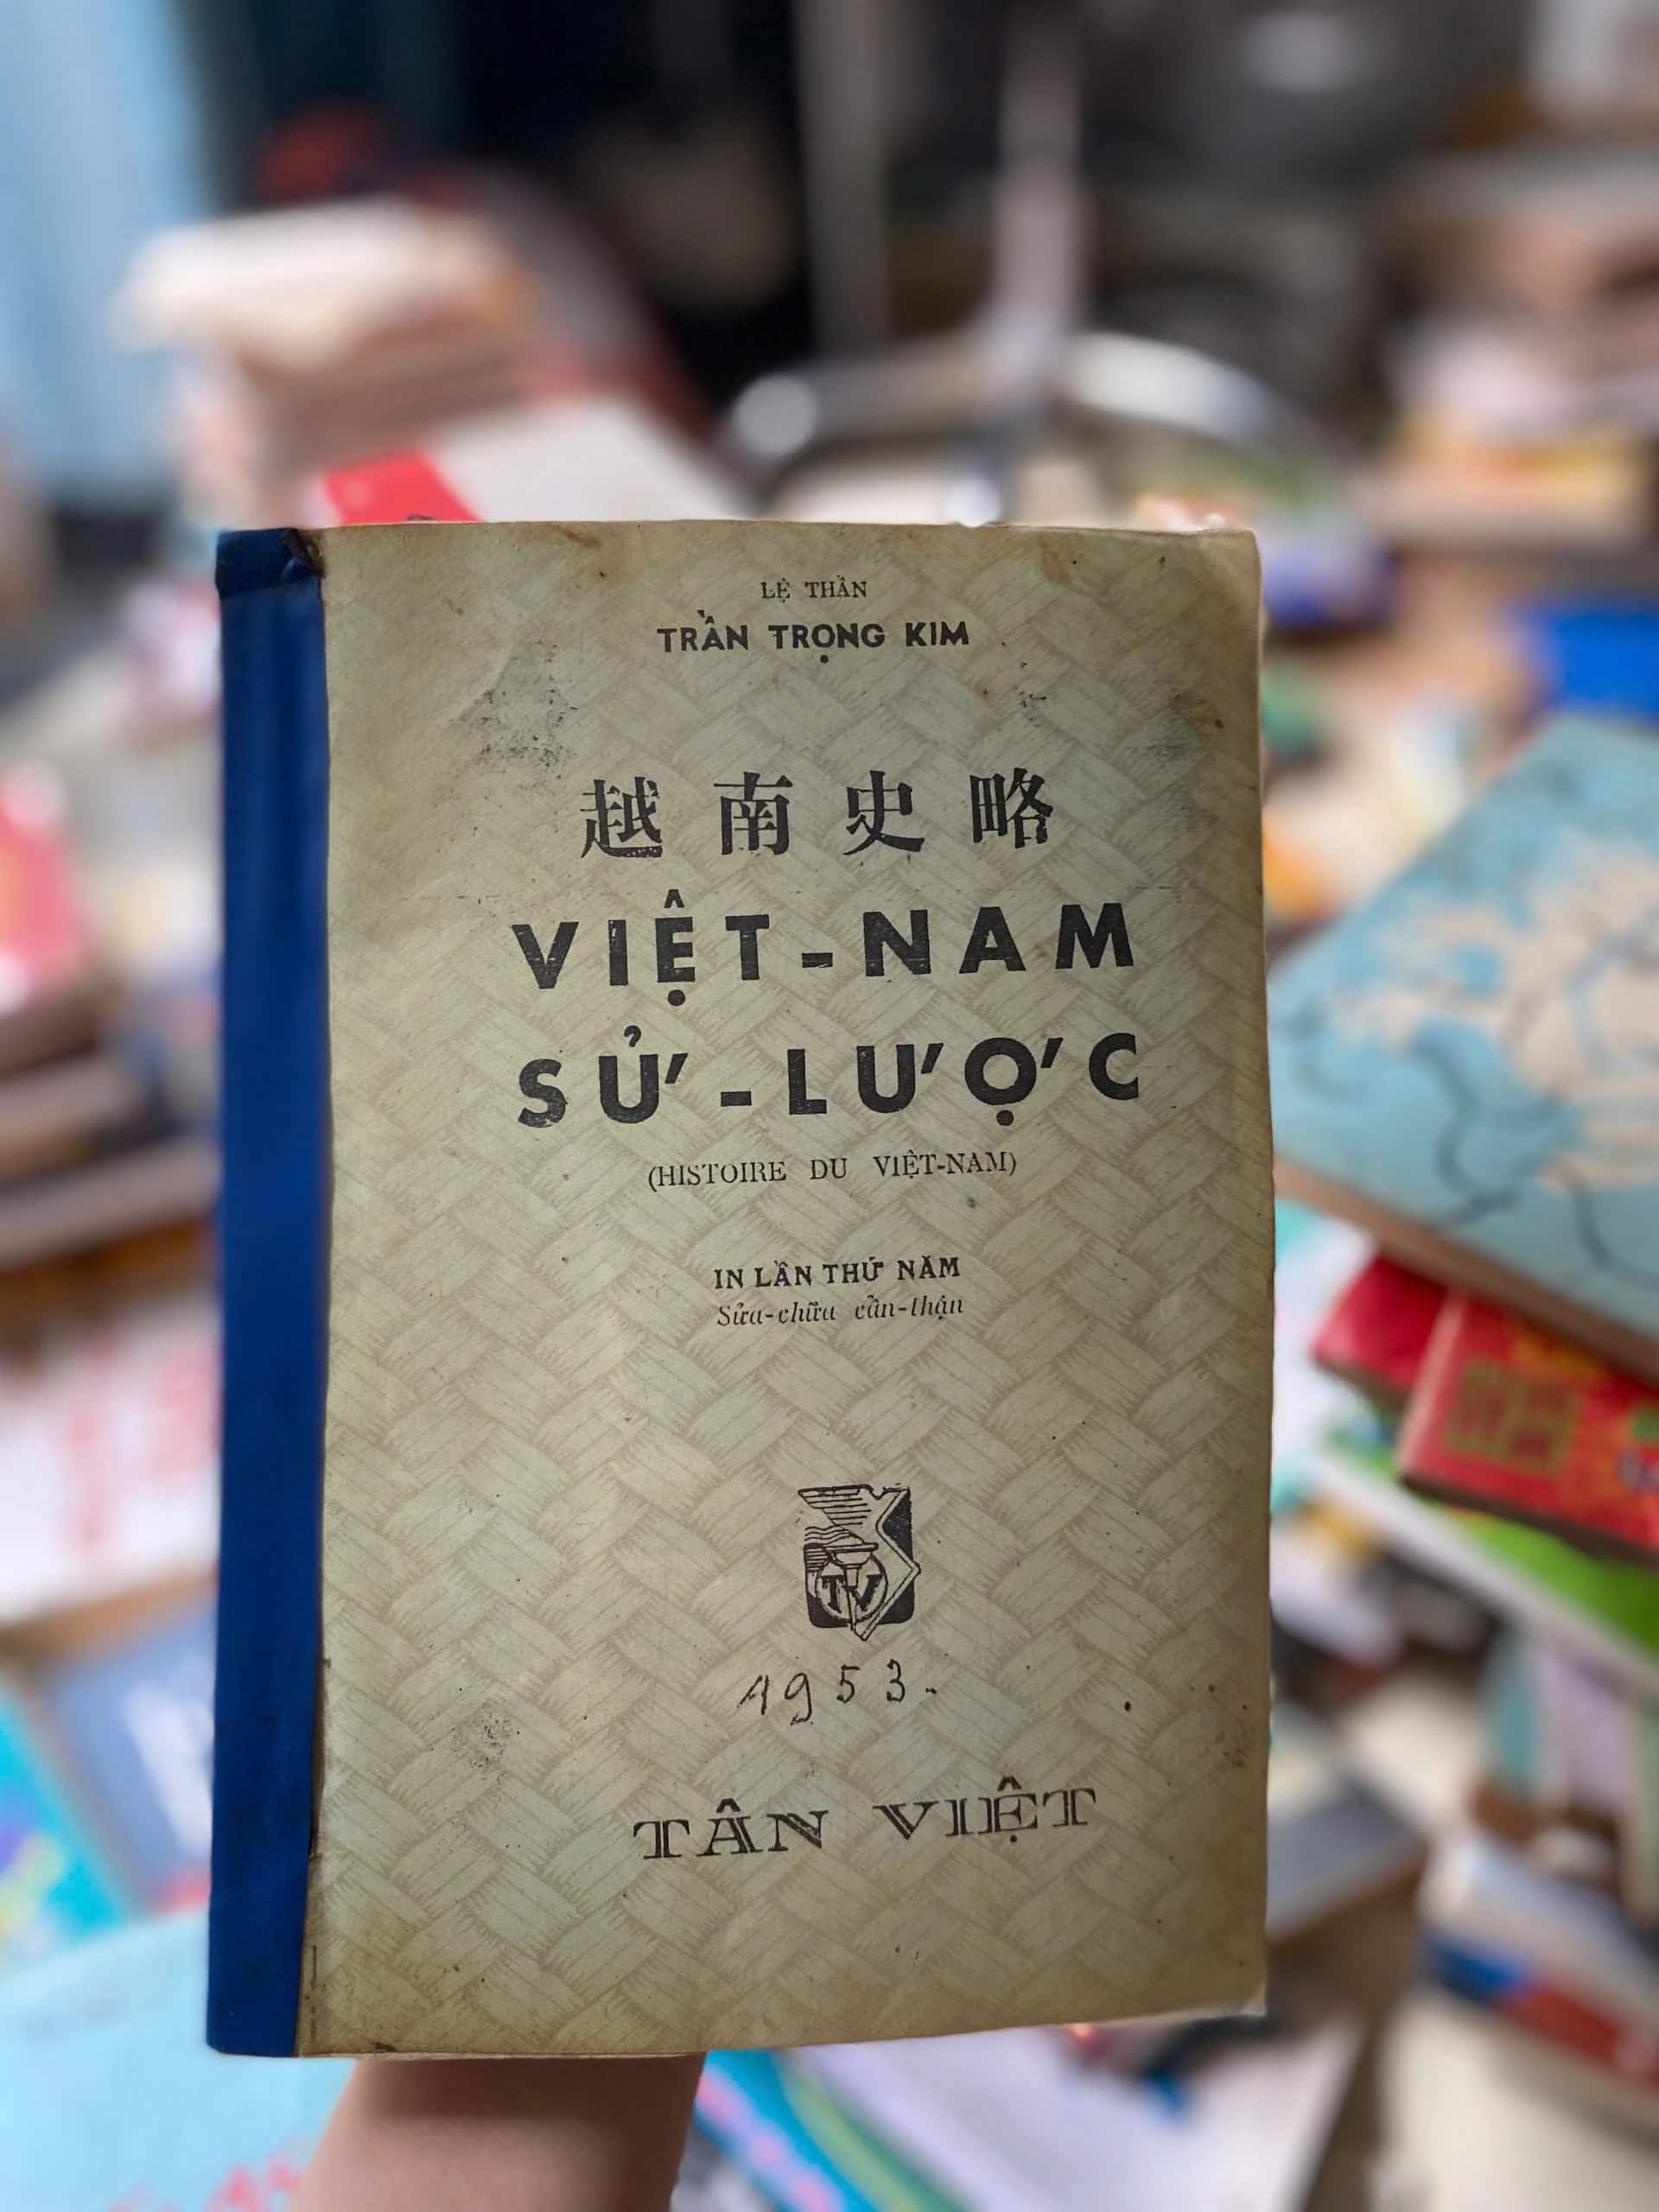 LỆ THẦN
TRẦN TRỌNG KIM
越南史略
VIỆT-NAM
SỬ-LƯỢC
(HISTOIRE DU VIỆT-NAM)
IN LẦN THỨ NĂM
Sửa-chữa cẩn-thận
TV
1953.
TÂN VIỆT